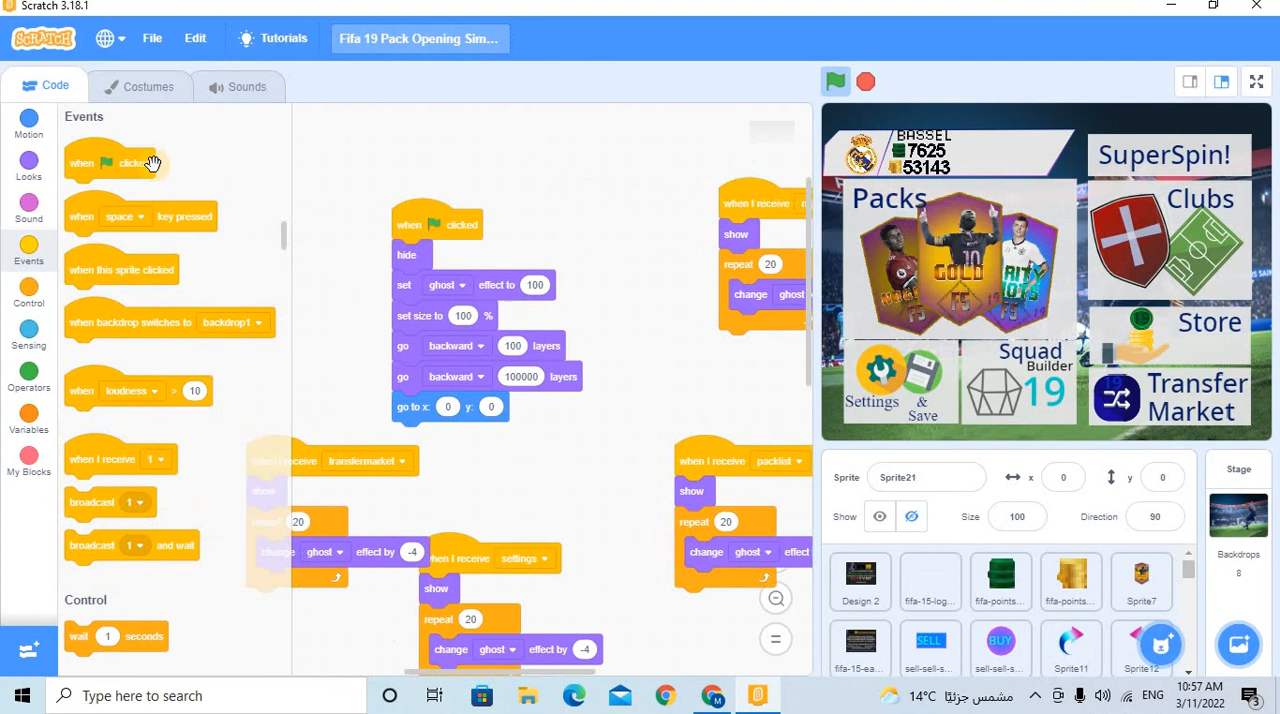 Scratch 3.18.1
SCRATCH
File
Edit
Tutorials
Fifa 19 Pack Opening Sim...
Code
Costumes
Sounds
Motion
Looks
Sound
Events
Control
Sensing
Operators
Variables
My Blocks
Events
when clicked
when space key pressed
when this sprite clicked
when backdrop switches to backdrop1
when loudness > 10
when I receive 1
broadcast 1
broadcast 1 and wait
Control
wait 1 seconds
when clicked
hide
set ghost effect to 100
set size to 100 %
go backward 100 layers
go backward 100000 layers
go to x: 0 y: 0
when I receive
show
repeat 20
change ghost
when I receive transfermarket
show
repeat 20
change ghost effect by -4
when I receive settings
show
repeat 20
change ghost effect by -4
when I receive packlist
show
repeat 20
change ghost effect
BASSEL
7625
53143
SuperSpin!
Packs
GOLD
Clubs
Store
Settings
& Save
Squad
Builder
19
Transfer
Market
Sprite
Sprite21
x
0
y
0
Show
Size
100
Direction
90
Stage
Backdrops
8
Design 2
fifa-15-log...
fifa-points...
fifa-points...
Sprite7
fifa-15-ea...
SELL
sell-sell-s...
BUY
sell-sell-s...
Sprite11
Sprite12
Type here to search
14°C
مشمس جزئيًا
ENG
10:57 AM
3/11/2022
3